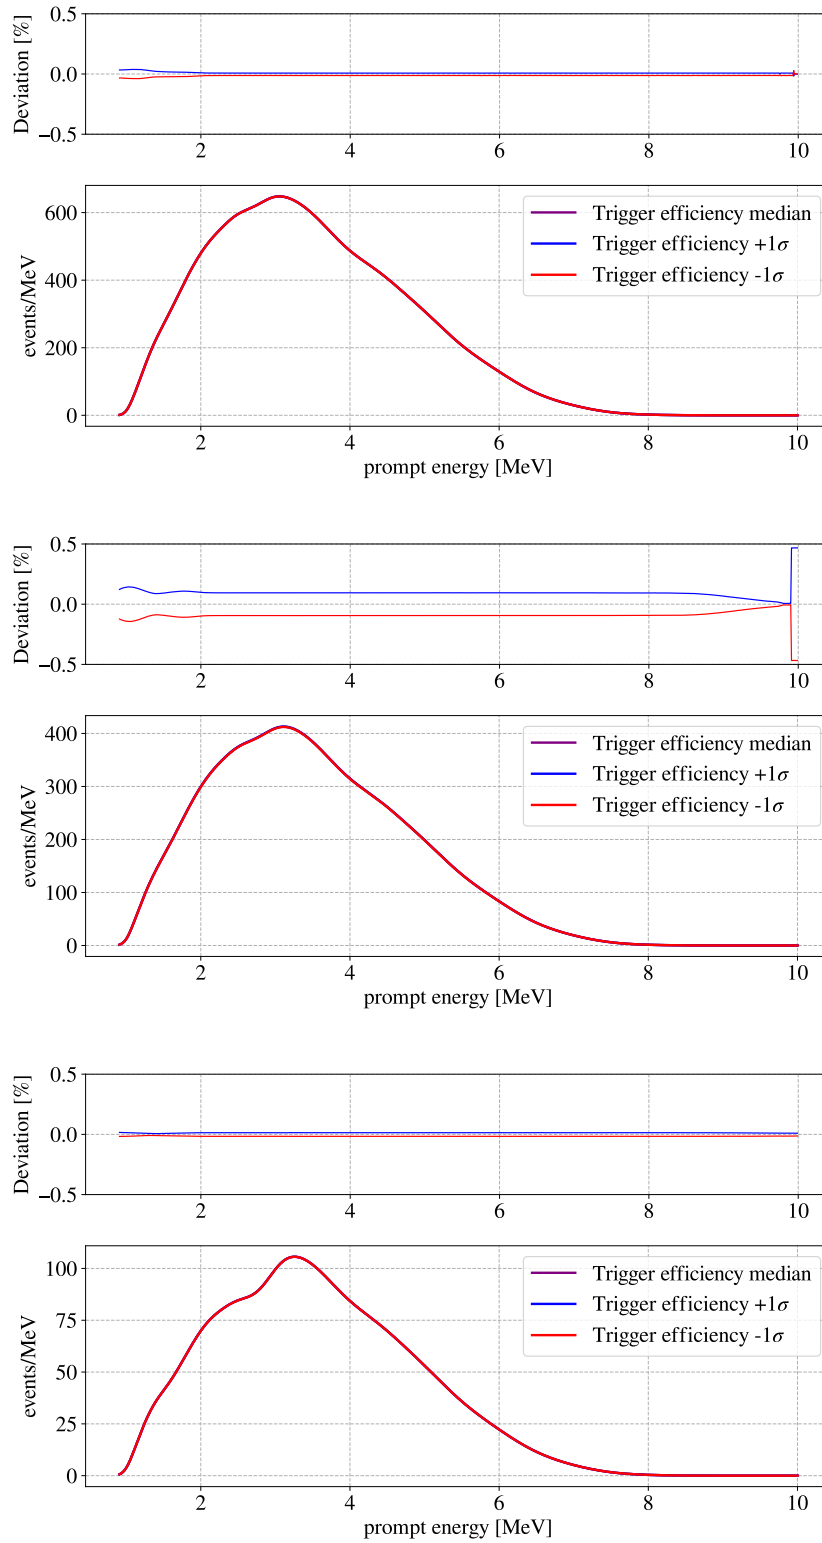 Deviation [%]
0.5
0.0
−0.5
2 4 6 8 10
events/MeV
600
400
200
0
Trigger efficiency median
Trigger efficiency +1σ
Trigger efficiency -1σ
2 4 6 8 10
prompt energy [MeV]
Deviation [%]
0.5
0.0
−0.5
2 4 6 8 10
events/MeV
400
300
200
100
0
Trigger efficiency median
Trigger efficiency +1σ
Trigger efficiency -1σ
2 4 6 8 10
prompt energy [MeV]
Deviation [%]
0.5
0.0
−0.5
2 4 6 8 10
events/MeV
100
75
50
25
0
Trigger efficiency median
Trigger efficiency +1σ
Trigger efficiency -1σ
2 4 6 8 10
prompt energy [MeV]